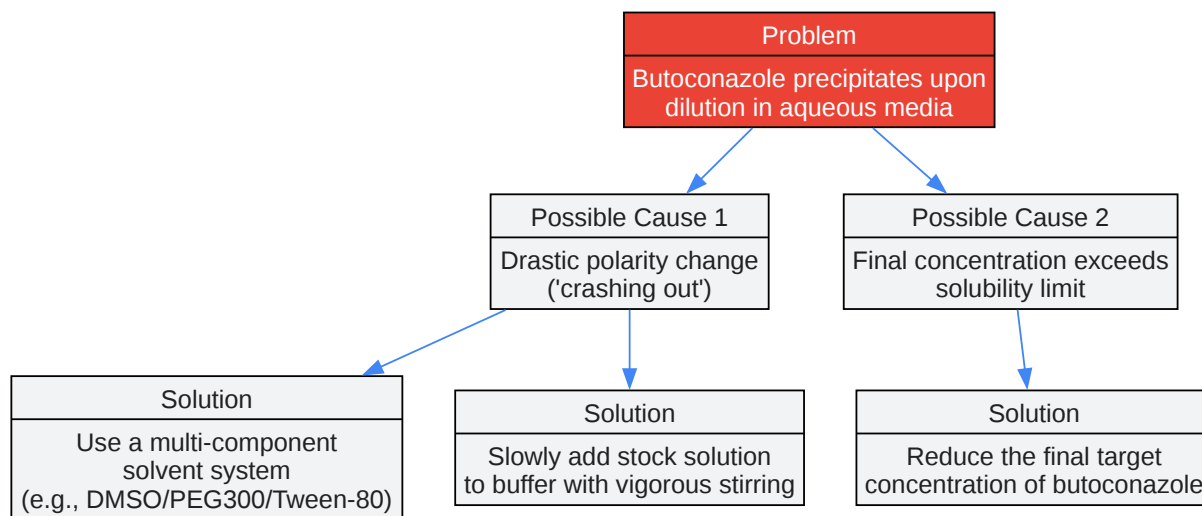 Problem
Butoconazole precipitates upon
dilution in aqueous media
Possible Cause 1
Drastic polarity change
('crashing out')
Possible Cause 2
Final concentration exceeds
solubility limit
Solution
Use a multi-component
solvent system
(e.g., DMSO/PEG300/Tween-80)
Solution
Slowly add stock solution
to buffer with vigorous stirring
Solution
Reduce the final target
concentration of butoconazole